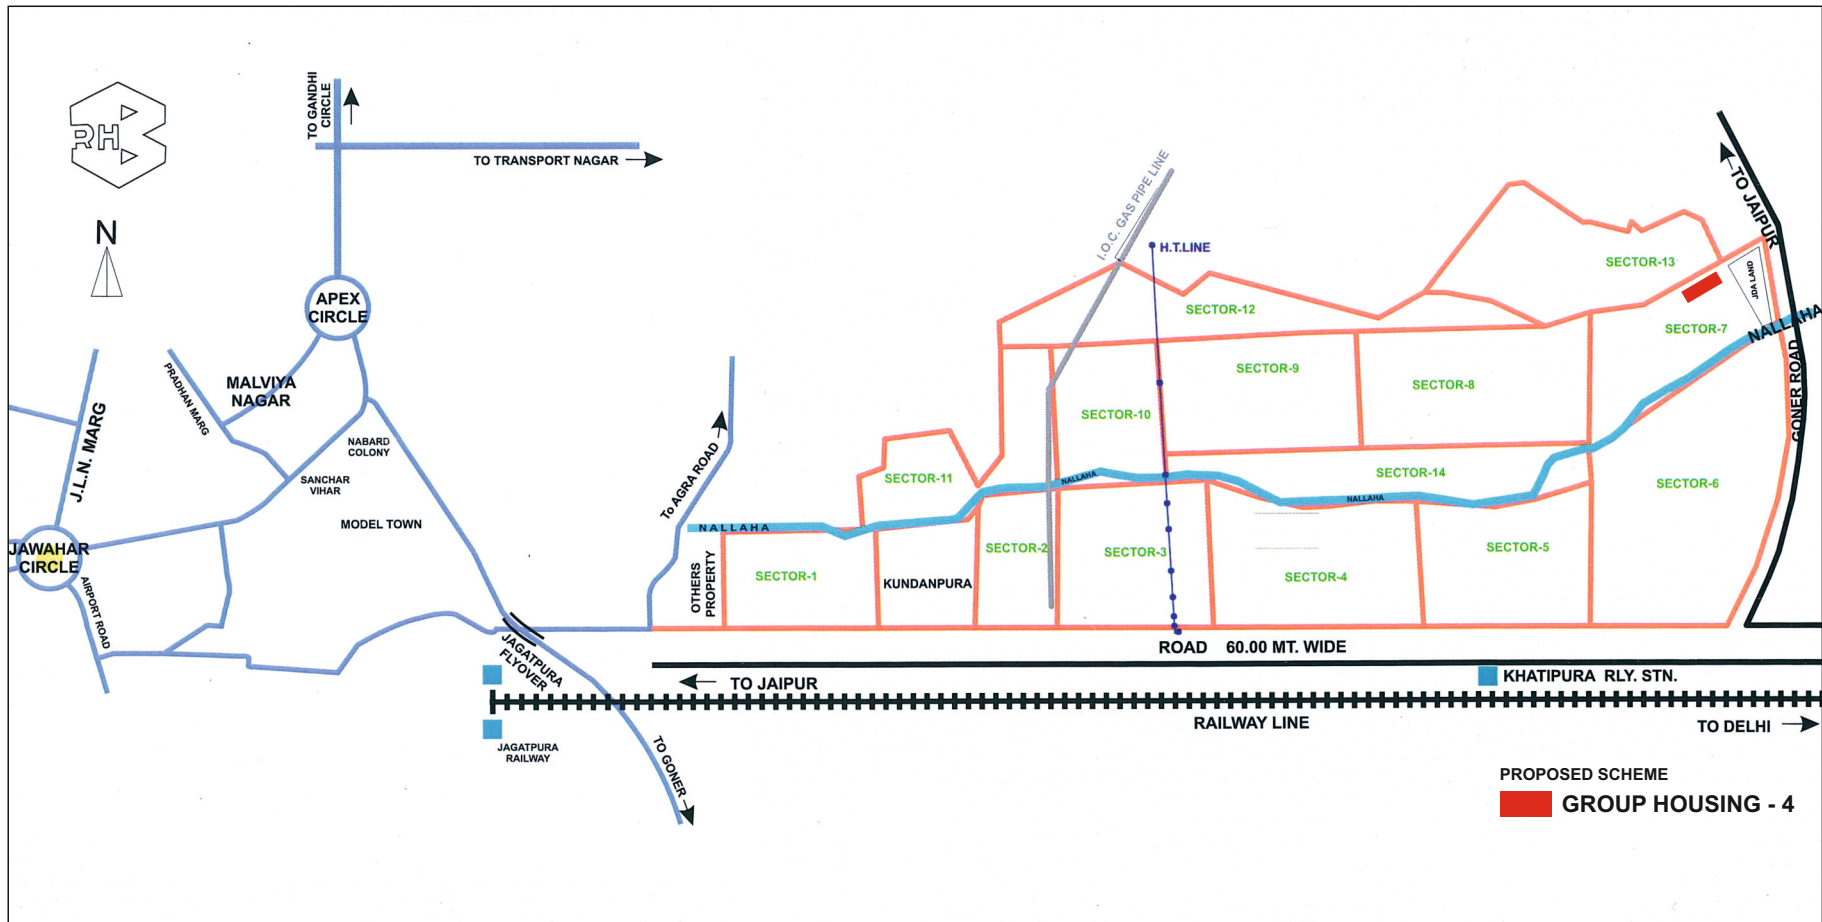 RHB
TO GANDHI
CIRCLE
TO TRANSPORT NAGAR
N
APEX
CIRCLE
PRADHAN MARG
MALVIYA
NAGAR
J.L.N. MARG
NABARD
COLONY
SANCHAR
VIHAR
MODEL TOWN
JAWAHAR
CIRCLE
AIRPORT ROAD
JAGATPURA
FLYOVER
JAGATPURA
RAILWAY
TO GONER
To AGRA ROAD
OTHERS
PROPERTY
NALLAHA
SECTOR-1
KUNDANPURA
SECTOR-11
SECTOR-2
SECTOR-3
SECTOR-4
SECTOR-5
SECTOR-6
SECTOR-14
NALLAHA
NALLAHA
SECTOR-10
SECTOR-9
SECTOR-8
SECTOR-7
SECTOR-12
SECTOR-13
I.O.C. GAS PIPE LINE
H.T.LINE
TO JAIPUR
JDA LAND
NALLAHA
GONER ROAD
ROAD 60.00 MT. WIDE
TO JAIPUR
KHATIPURA RLY. STN.
RAILWAY LINE
TO DELHI
PROPOSED SCHEME
GROUP HOUSING - 4